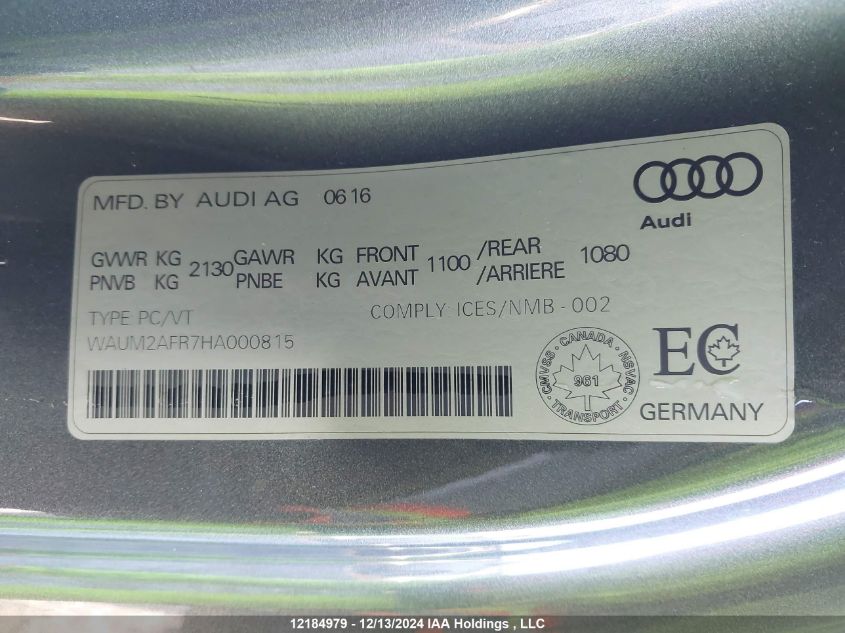 MFD. BY AUDI AG 0616
Audi
GVWR KG 2130 GAWR KG FRONT 1100 /REAR 1080
PNVB KG PNBE KG AVANT /ARRIERE
TYPE PC/VT COMPLY: ICES/NMB-002
WAUM2AFR7HA000815
CMVSS CANADA NSVAC
961
TRANSPORT
EC
GERMANY
12184979 - 12/13/2024 IAA Holdings , LLC